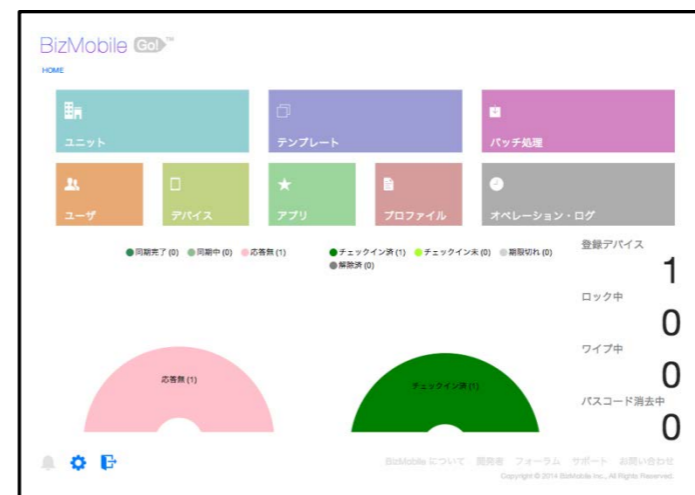 BizMobile Go!™
HOME
ユニット
テンプレート
バッチ処理
ユーザ
デバイス
アプリ
プロファイル
オペレーション・ログ
同期完了 (0) 同期中 (0) 応答無 (1)
チェックイン済 (1) チェックイン未 (0) 期限切れ (0)
解除済 (0)
登録デバイス
1
ロック中
0
ワイプ中
0
パスコード消去中
0
応答無 (1)
チェックイン済 (1)
BizMobile について 開発者 フォーラム サポート お問い合わせ
Copyright © 2014 BizMobile Inc., All Rights Reserved.